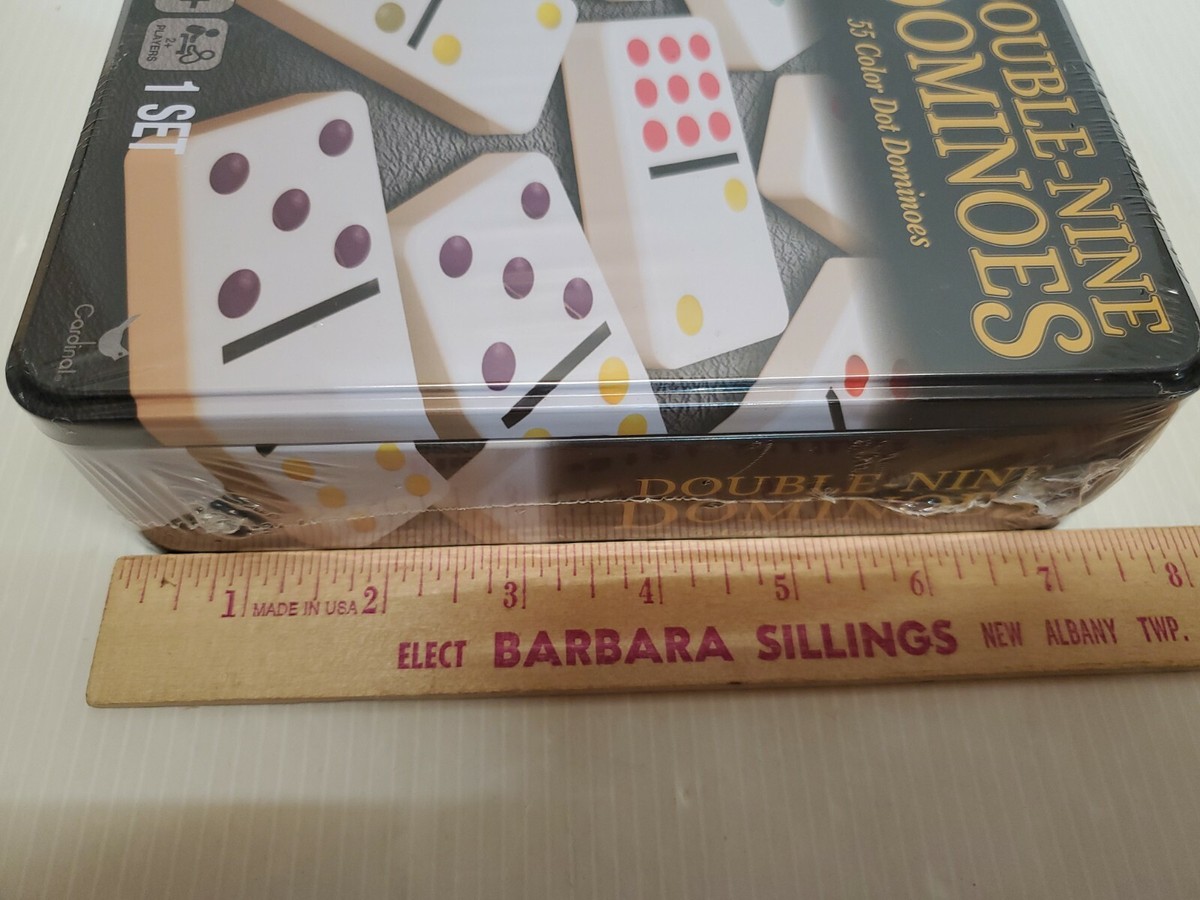 DOUBLE-NINE
DOMINOES
55 Color Dot Dominoes
2+
PLAYERS
1 SET
Cardinal
DOUBLE-NINE
DOMINOES
1 MADE IN USA 2 3 4 5 6 7 8
ELECT BARBARA SILLINGS NEW ALBANY TWP.